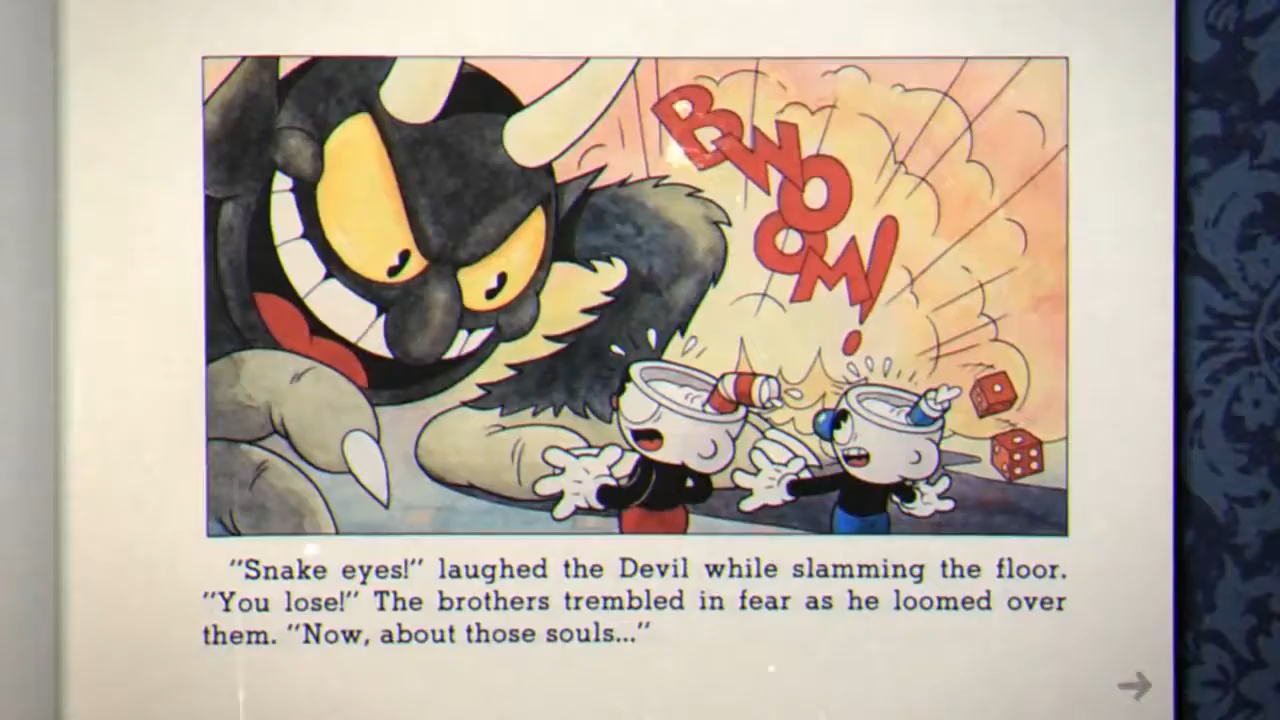 BWOOM!
"Snake eyes!" laughed the Devil while slamming the floor.
"You lose!" The brothers trembled in fear as he loomed over
them. "Now, about those souls..."